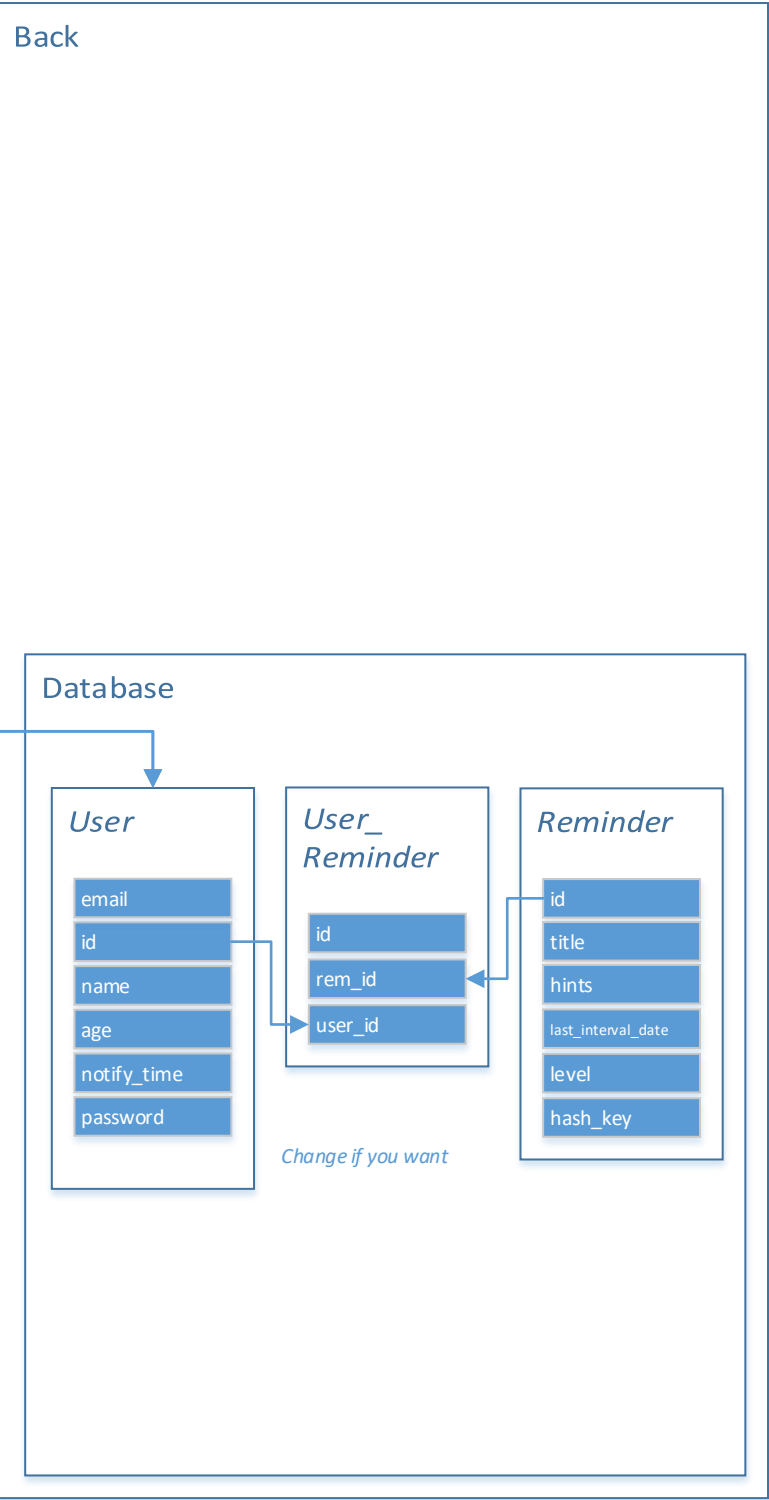 Back
Database
User
email
id
name
age
notify_time
password
User_
Reminder
id
rem_id
user_id
Reminder
id
title
hints
last_interval_date
level
hash_key
Change if you want